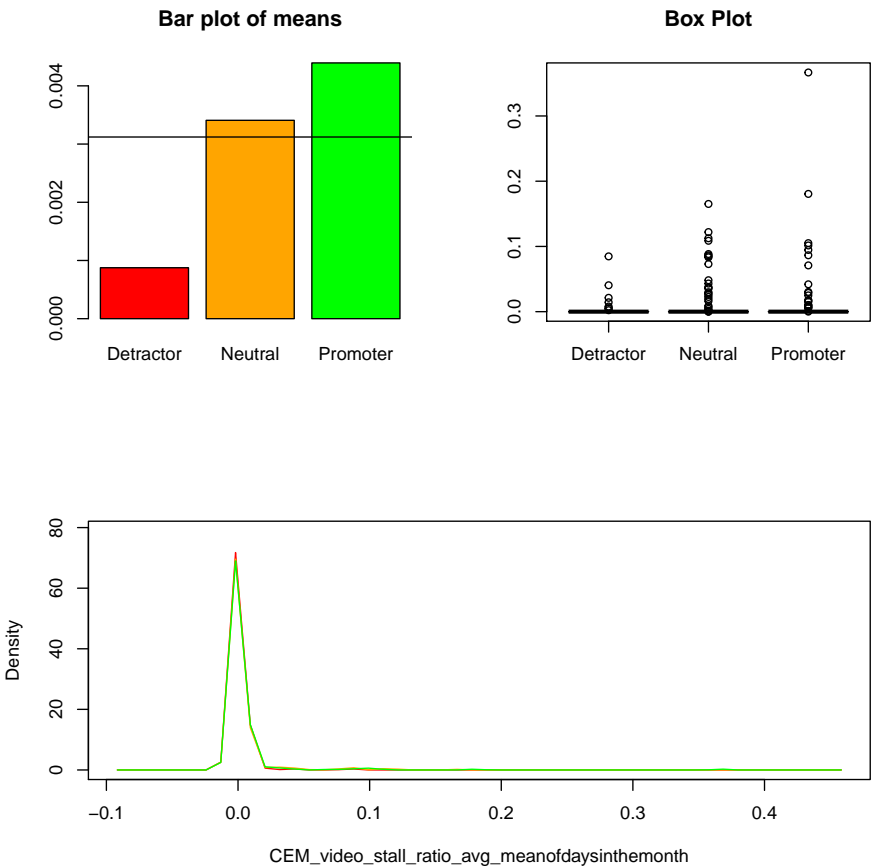 Bar plot of means
0.004
0.002
0.000
Detractor Neutral Promoter
Box Plot
0.3
0.2
0.1
0.0
Detractor Neutral Promoter
80
60
40
20
0
Density
−0.1 0.0 0.1 0.2 0.3 0.4
CEM_video_stall_ratio_avg_meanofdaysinthemonth